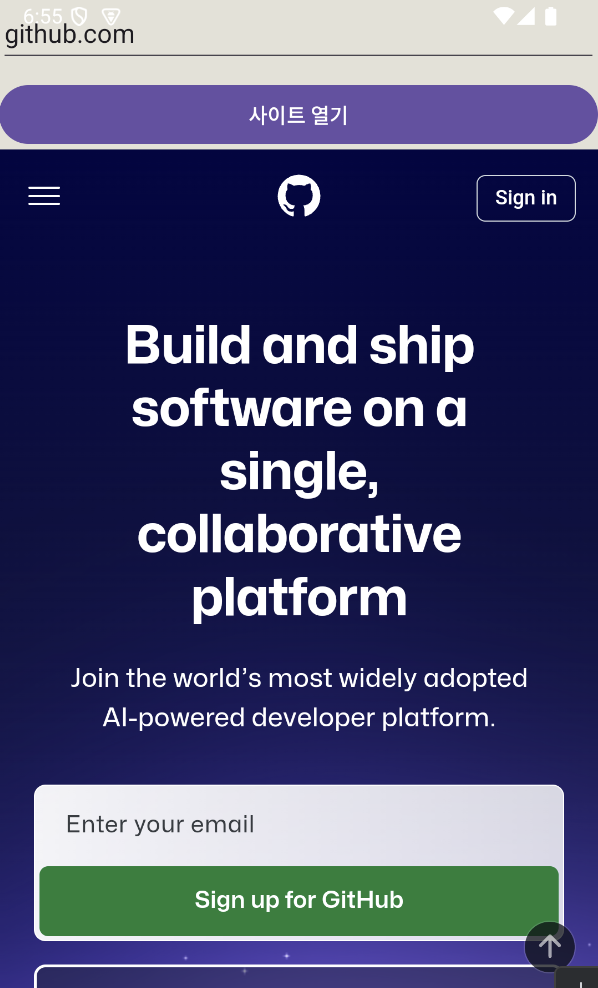 6:55
github.com
사이트 열기
Sign in
Build and ship
software on a
single,
collaborative
platform
Join the world’s most widely adopted
AI-powered developer platform.
Enter your email
Sign up for GitHub